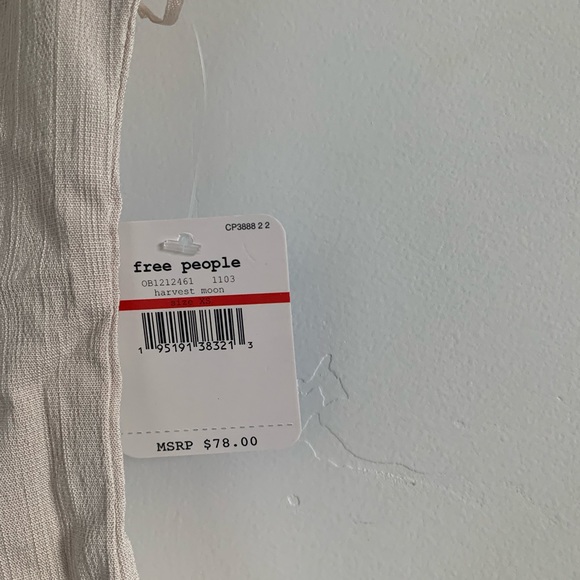 CP3888 2 2
free people
OB1212461 1103
harvest moon
size XS
1 95191 38321 3
MSRP $78.00